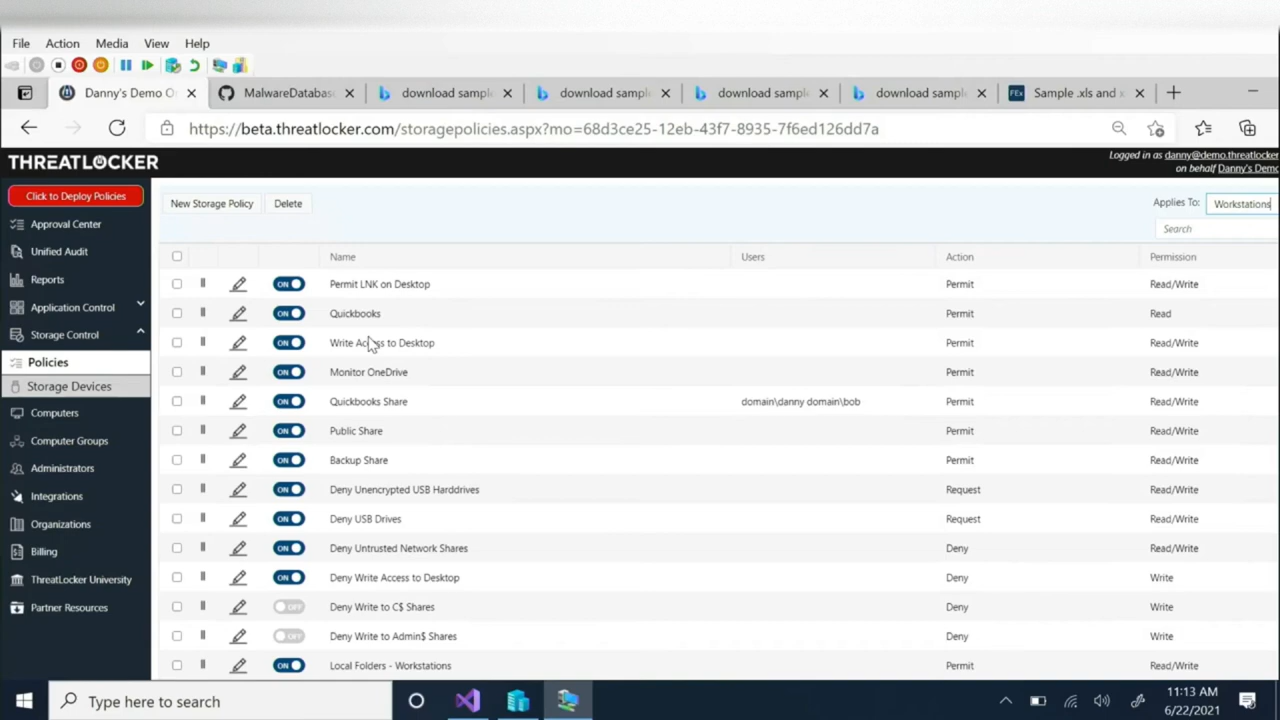 File Action Media View Help
Danny's Demo O MalwareDatabas download sampl download sampl download sampl download sampl Sample .xls and x
https://beta.threatlocker.com/storagepolicies.aspx?mo=68d3ce25-12eb-43f7-8935-7f6ed126dd7a
THREATLOCKER
Logged in as danny@demo.threatlocker
on behalf Danny's Demo
Click to Deploy Policies
Approval Center
Unified Audit
Reports
Application Control
Storage Control
Policies
Storage Devices
Computers
Computer Groups
Administrators
Integrations
Organizations
Billing
ThreatLocker University
Partner Resources
New Storage Policy Delete
Applies To: Workstations
Search
Name Users Action Permission
ON Permit LNK on Desktop Permit Read/Write
ON Quickbooks Permit Read
ON Write Access to Desktop Permit Read/Write
ON Monitor OneDrive Permit Read/Write
ON Quickbooks Share domain\danny domain\bob Permit Read/Write
ON Public Share Permit Read/Write
ON Backup Share Permit Read/Write
ON Deny Unencrypted USB Harddrives Request Read/Write
ON Deny USB Drives Request Read/Write
ON Deny Untrusted Network Shares Deny Read/Write
ON Deny Write Access to Desktop Deny Write
OFF Deny Write to C$ Shares Deny Write
OFF Deny Write to Admin$ Shares Deny Write
ON Local Folders - Workstations Permit Read/Write
Type here to search
11:13 AM
6/22/2021